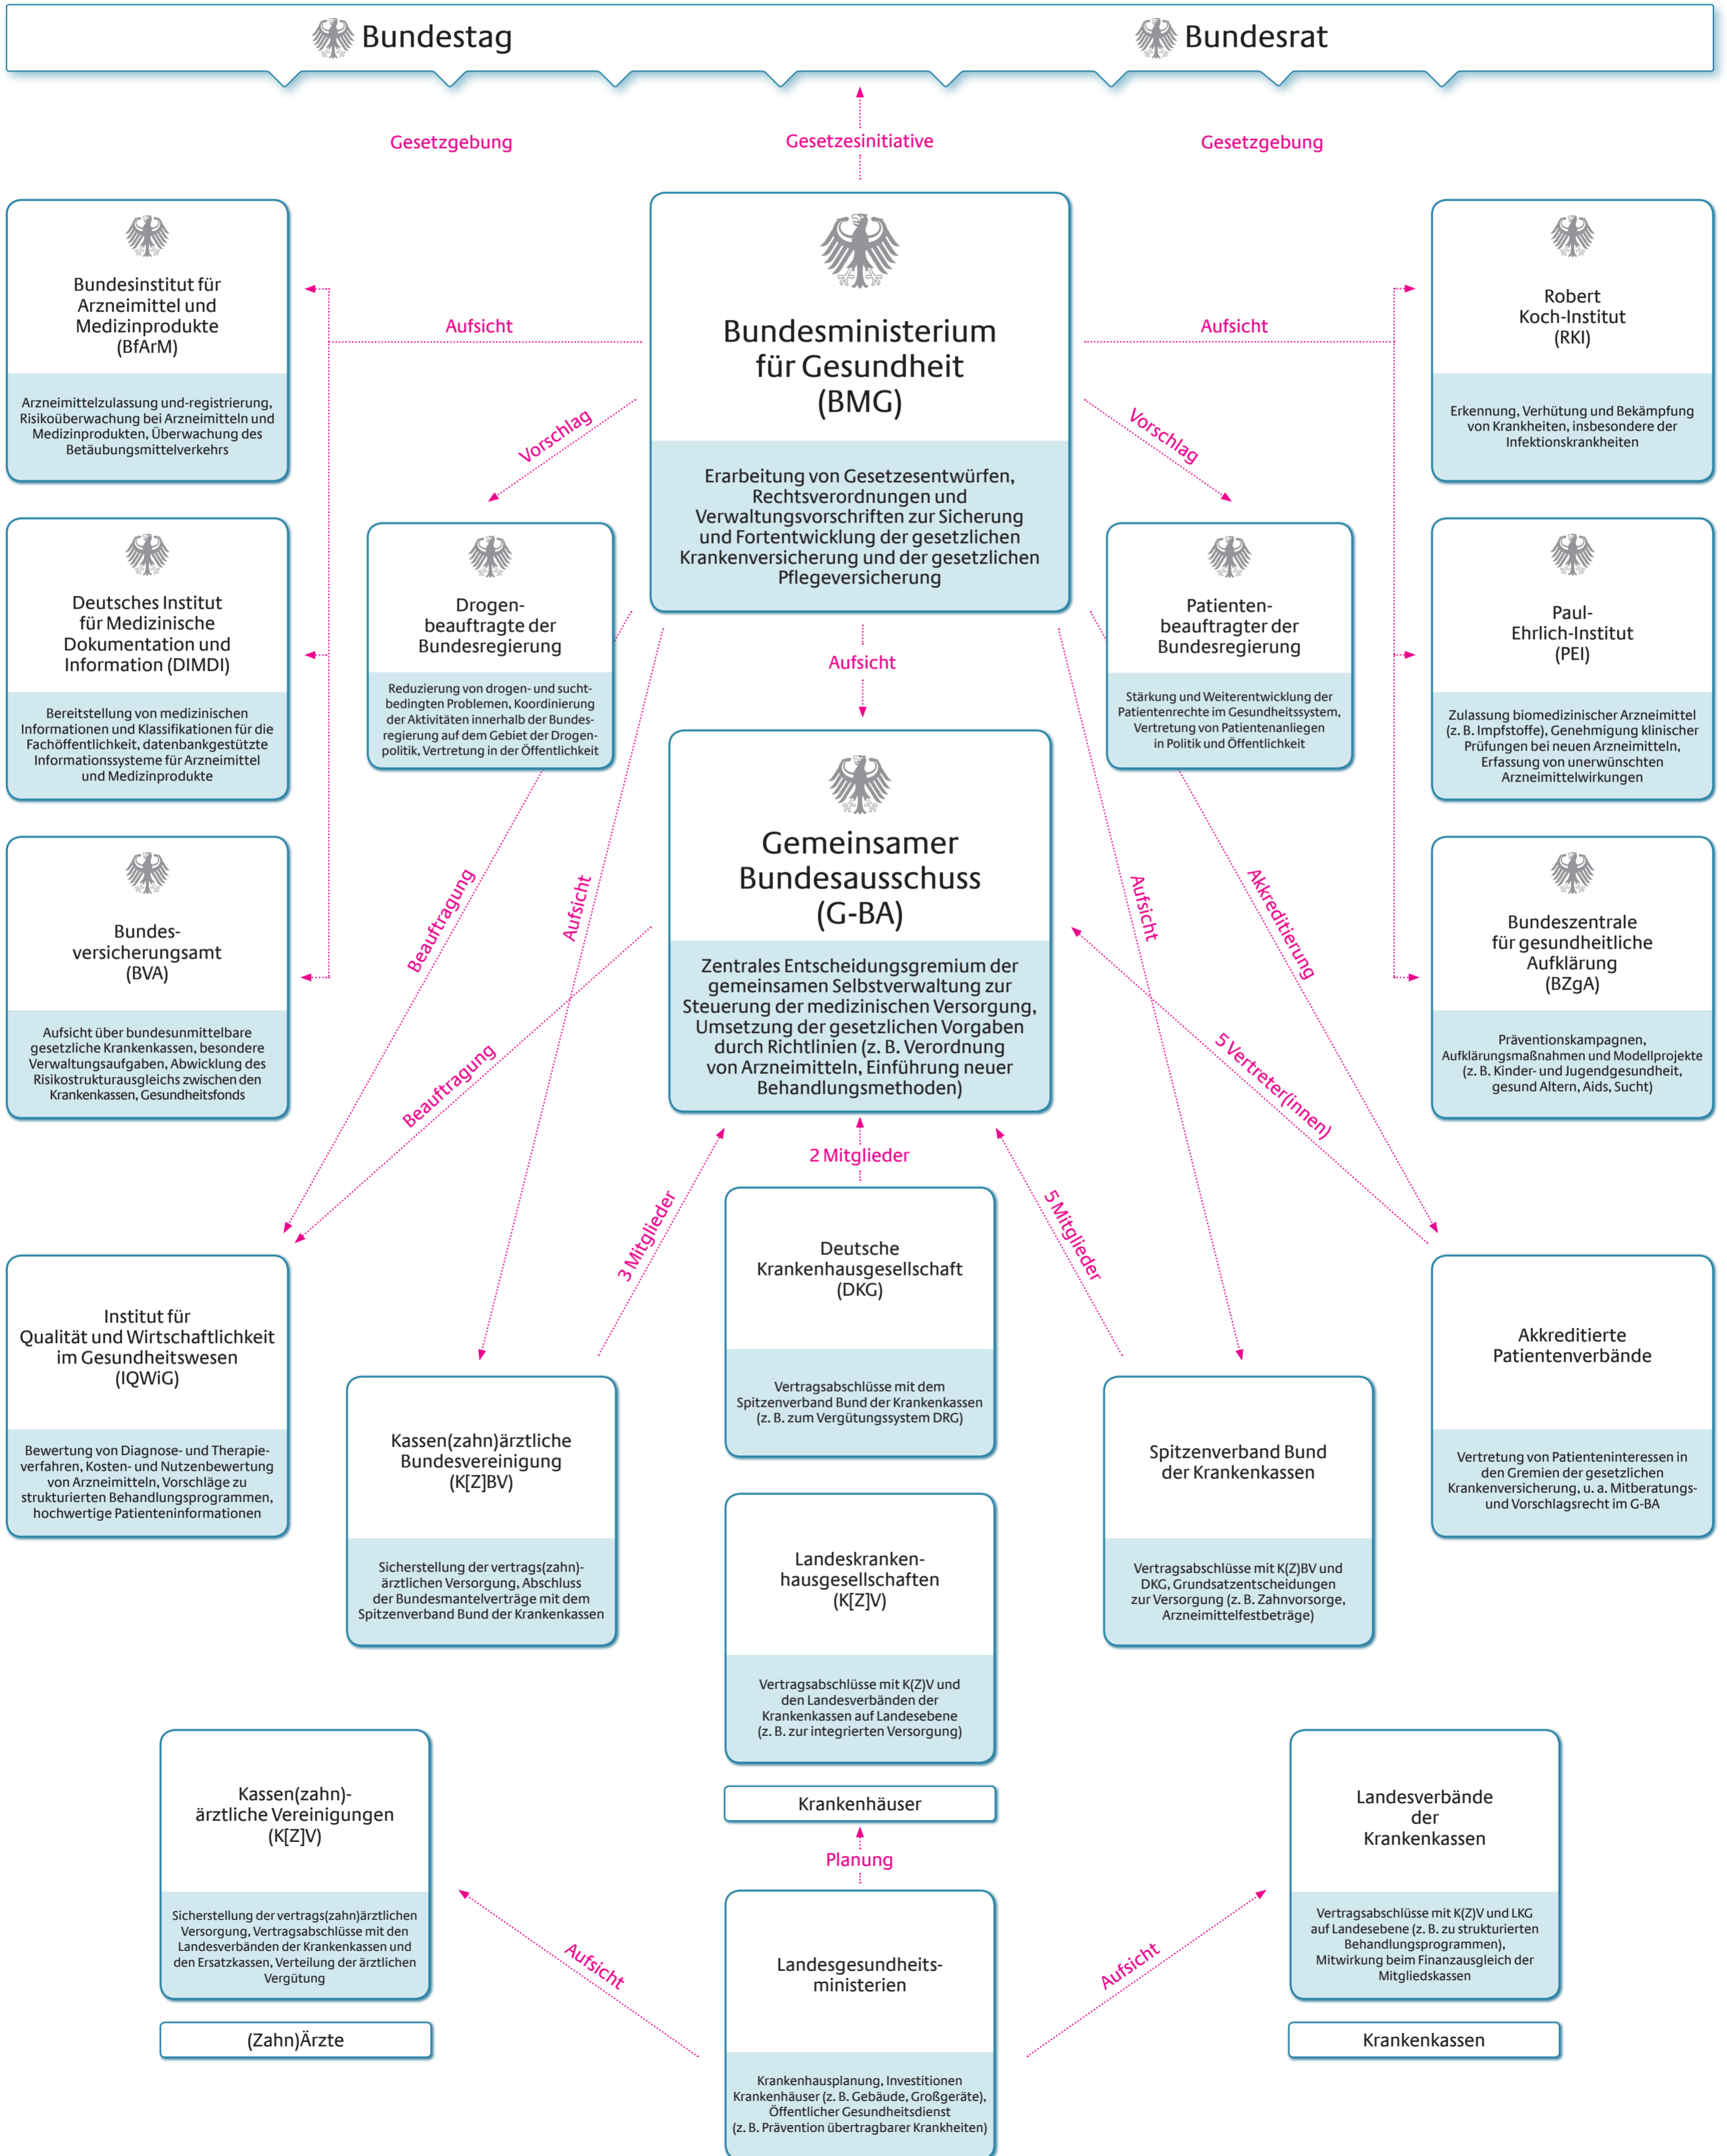 Bundestag
Bundesrat
Gesetzgebung
Gesetzesinitiative
Gesetzgebung
Bundesinstitut für
Arzneimittel und
Medizinprodukte
(BfArM)
Arzneimittelzulassung und-registrierung,
Risikoüberwachung bei Arzneimitteln und
Medizinprodukten, Überwachung des
Betäubungsmittelverkehrs
Aufsicht
Bundesministerium
für Gesundheit
(BMG)
Erarbeitung von Gesetzesentwürfen,
Rechtsverordnungen und
Verwaltungsvorschriften zur Sicherung
und Fortentwicklung der gesetzlichen
Krankenversicherung und der gesetzlichen
Pflegeversicherung
Aufsicht
Robert
Koch-Institut
(RKI)
Erkennung, Verhütung und Bekämpfung
von Krankheiten, insbesondere der
Infektionskrankheiten
Vorschlag
Vorschlag
Deutsches Institut
für Medizinische
Dokumentation und
Information (DIMDI)
Bereitstellung von medizinischen
Informationen und Klassifikationen für die
Fachöffentlichkeit, datenbankgestützte
Informationssysteme für Arzneimittel
und Medizinprodukte
Drogen-
beauftragte der
Bundesregierung
Reduzierung von drogen- und sucht-
bedingten Problemen, Koordinierung
der Aktivitäten innerhalb der Bundes-
regierung auf dem Gebiet der Drogen-
politik, Vertretung in der Öffentlichkeit
Aufsicht
Patienten-
beauftragter der
Bundesregierung
Stärkung und Weiterentwicklung der
Patientenrechte im Gesundheitssystem,
Vertretung von Patientenanliegen
in Politik und Öffentlichkeit
Paul-
Ehrlich-Institut
(PEI)
Zulassung biomedizinischer Arzneimittel
(z. B. Impfstoffe), Genehmigung klinischer
Prüfungen bei neuen Arzneimitteln,
Erfassung von unerwünschten
Arzneimittelwirkungen
Bundes-
versicherungsamt
(BVA)
Aufsicht über bundesunmittelbare
gesetzliche Krankenkassen, besondere
Verwaltungsaufgaben, Abwicklung des
Risikostrukturausgleichs zwischen den
Krankenkassen, Gesundheitsfonds
Beauftragung
Aufsicht
Beauftragung
Gemeinsamer
Bundesausschuss
(G-BA)
Zentrales Entscheidungsgremium der
gemeinsamen Selbstverwaltung zur
Steuerung der medizinischen Versorgung,
Umsetzung der gesetzlichen Vorgaben
durch Richtlinien (z. B. Verordnung
von Arzneimitteln, Einführung neuer
Behandlungsmethoden)
Aufsicht
Akkreditierung
5 Vertreter(innen)
Bundeszentrale
für gesundheitliche
Aufklärung
(BZgA)
Präventionskampagnen,
Aufklärungsmaßnahmen und Modellprojekte
(z. B. Kinder- und Jugendgesundheit,
gesund Altern, Aids, Sucht)
3 Mitglieder
2 Mitglieder
5 Mitglieder
Institut für
Qualität und Wirtschaftlichkeit
im Gesundheitswesen
(IQWiG)
Bewertung von Diagnose- und Therapie-
verfahren, Kosten- und Nutzenbewertung
von Arzneimitteln, Vorschläge zu
strukturierten Behandlungsprogrammen,
hochwertige Patienteninformationen
Kassen(zahn)ärztliche
Bundesvereinigung
(K[Z]BV)
Sicherstellung der vertrags(zahn)-
ärztlichen Versorgung, Abschluss
der Bundesmantelverträge mit dem
Spitzenverband Bund der Krankenkassen
Deutsche
Krankenhausgesellschaft
(DKG)
Vertragsabschlüsse mit dem
Spitzenverband Bund der Krankenkassen
(z. B. zum Vergütungssystem DRG)
Spitzenverband Bund
der Krankenkassen
Vertragsabschlüsse mit K(Z)BV und
DKG, Grundsatzentscheidungen
zur Versorgung (z. B. Zahnvorsorge,
Arzneimittelfestbeträge)
Akkreditierte
Patientenverbände
Vertretung von Patienteninteressen in
den Gremien der gesetzlichen
Krankenversicherung, u. a. Mitberatungs-
und Vorschlagsrecht im G-BA
Landeskranken-
hausgesellschaften
(K[Z]V)
Vertragsabschlüsse mit K(Z)V und
den Landesverbänden der
Krankenkassen auf Landesebene
(z. B. zur integrierten Versorgung)
Krankenhäuser
Planung
Kassen(zahn)-
ärztliche Vereinigungen
(K[Z]V)
Sicherstellung der vertrags(zahn)ärztlichen
Versorgung, Vertragsabschlüsse mit den
Landesverbänden der Krankenkassen und
den Ersatzkassen, Verteilung der ärztlichen
Vergütung
(Zahn)Ärzte
Aufsicht
Landesgesundheits-
ministerien
Krankenhausplanung, Investitionen
Krankenhäuser (z. B. Gebäude, Großgeräte),
Öffentlicher Gesundheitsdienst
(z. B. Prävention übertragbarer Krankheiten)
Aufsicht
Landesverbände
der
Krankenkassen
Vertragsabschlüsse mit K(Z)V und LKG
auf Landesebene (z. B. zu strukturierten
Behandlungsprogrammen),
Mitwirkung beim Finanzausgleich der
Mitgliedskassen
Krankenkassen